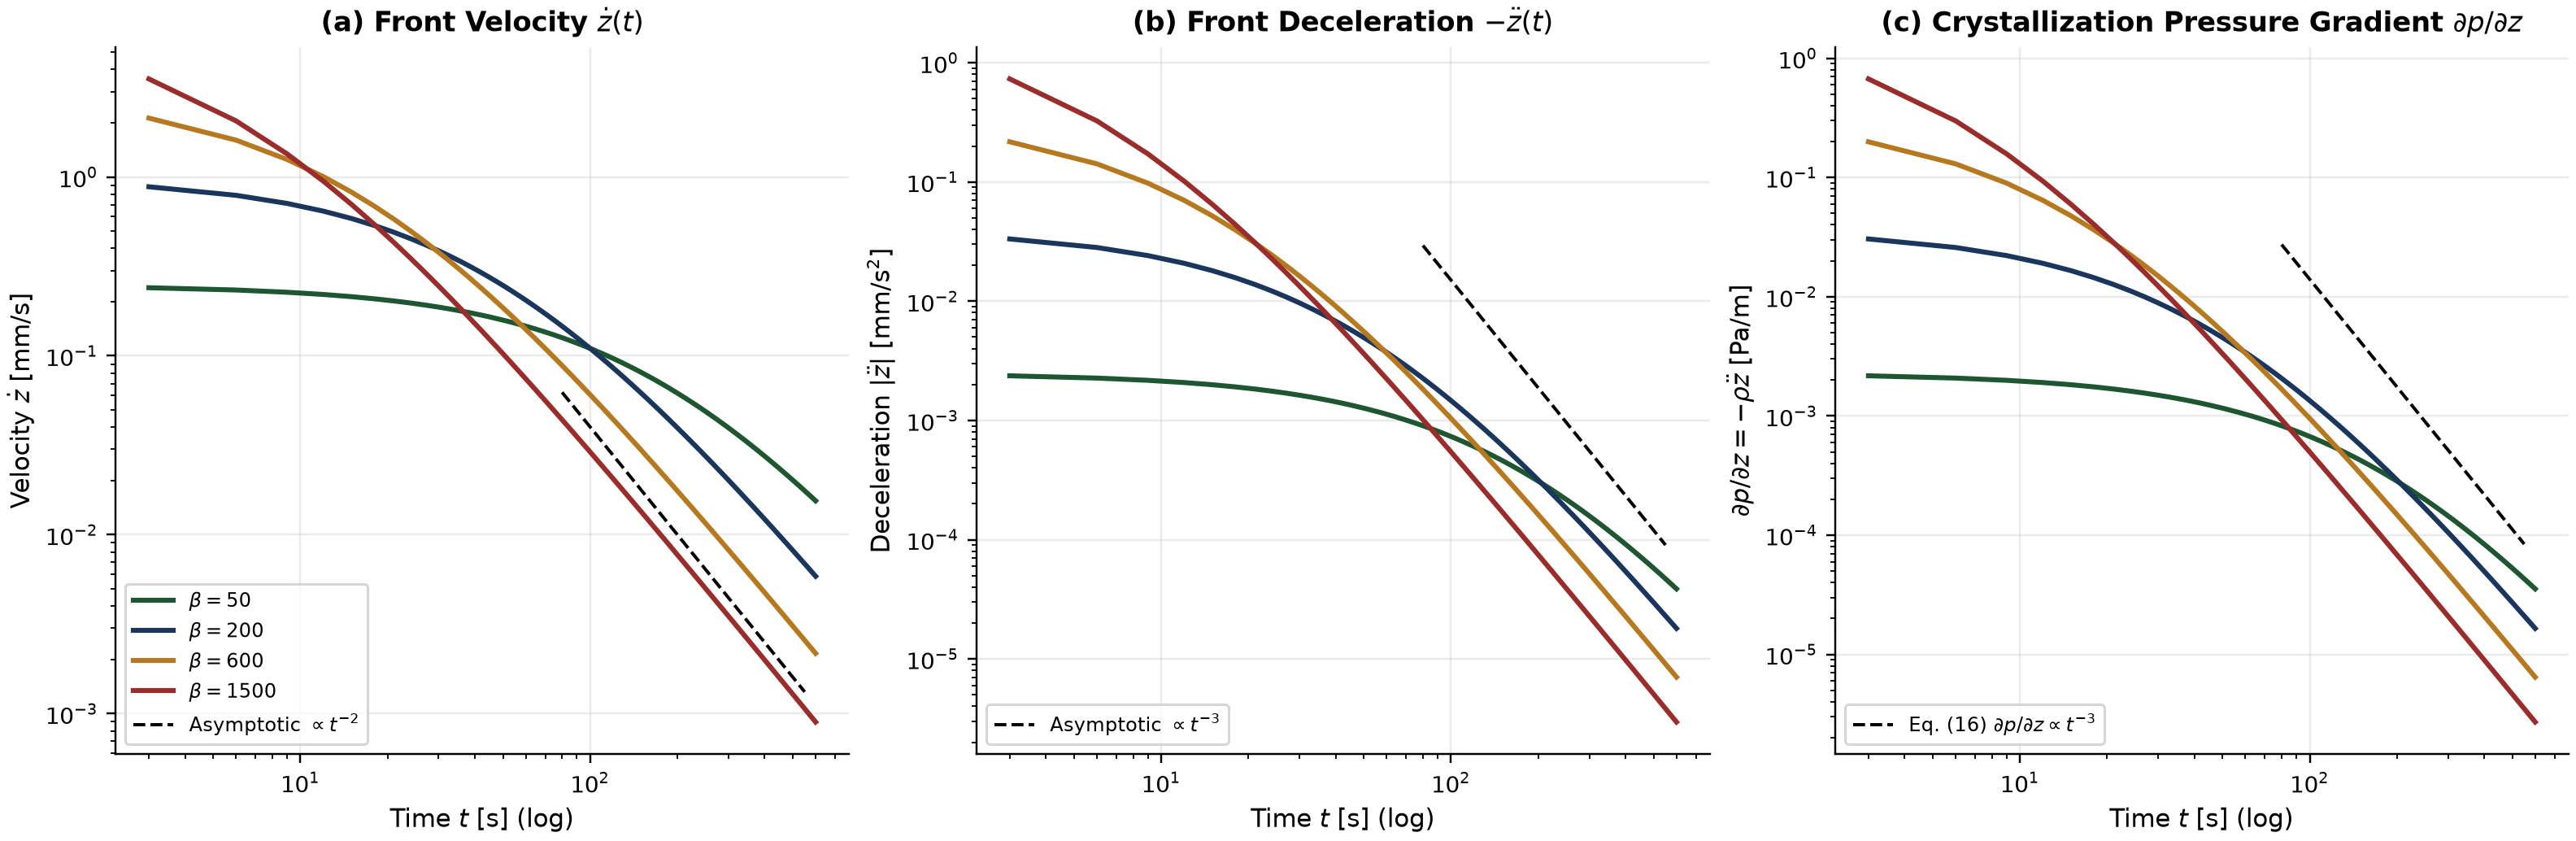 (a) Front Velocity ż(t)
Velocity ż [mm/s]
10⁰
10⁻¹
10⁻²
10⁻³
β = 50
β = 200
β = 600
β = 1500
Asymptotic ∝ t⁻²
10¹ 10²
Time t [s] (log)
(b) Front Deceleration −z̈(t)
Deceleration |z̈| [mm/s²]
10⁰
10⁻¹
10⁻²
10⁻³
10⁻⁴
10⁻⁵
Asymptotic ∝ t⁻³
10¹ 10²
Time t [s] (log)
(c) Crystallization Pressure Gradient ∂p/∂z
∂p/∂z = −ρz̈ [Pa/m]
10⁰
10⁻¹
10⁻²
10⁻³
10⁻⁴
10⁻⁵
Eq. (16) ∂p/∂z ∝ t⁻³
10¹ 10²
Time t [s] (log)